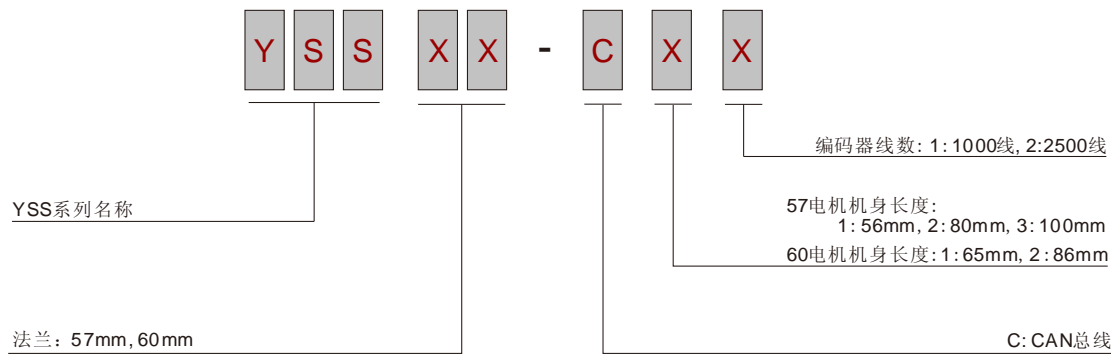 YSS XX - C X X
编码器线数: 1: 1000线, 2:2500线
YSS系列名称
57电机机身长度:
1: 56mm, 2: 80mm, 3: 100mm
60电机机身长度: 1: 65mm, 2: 86mm
法兰: 57mm, 60mm
C: CAN总线